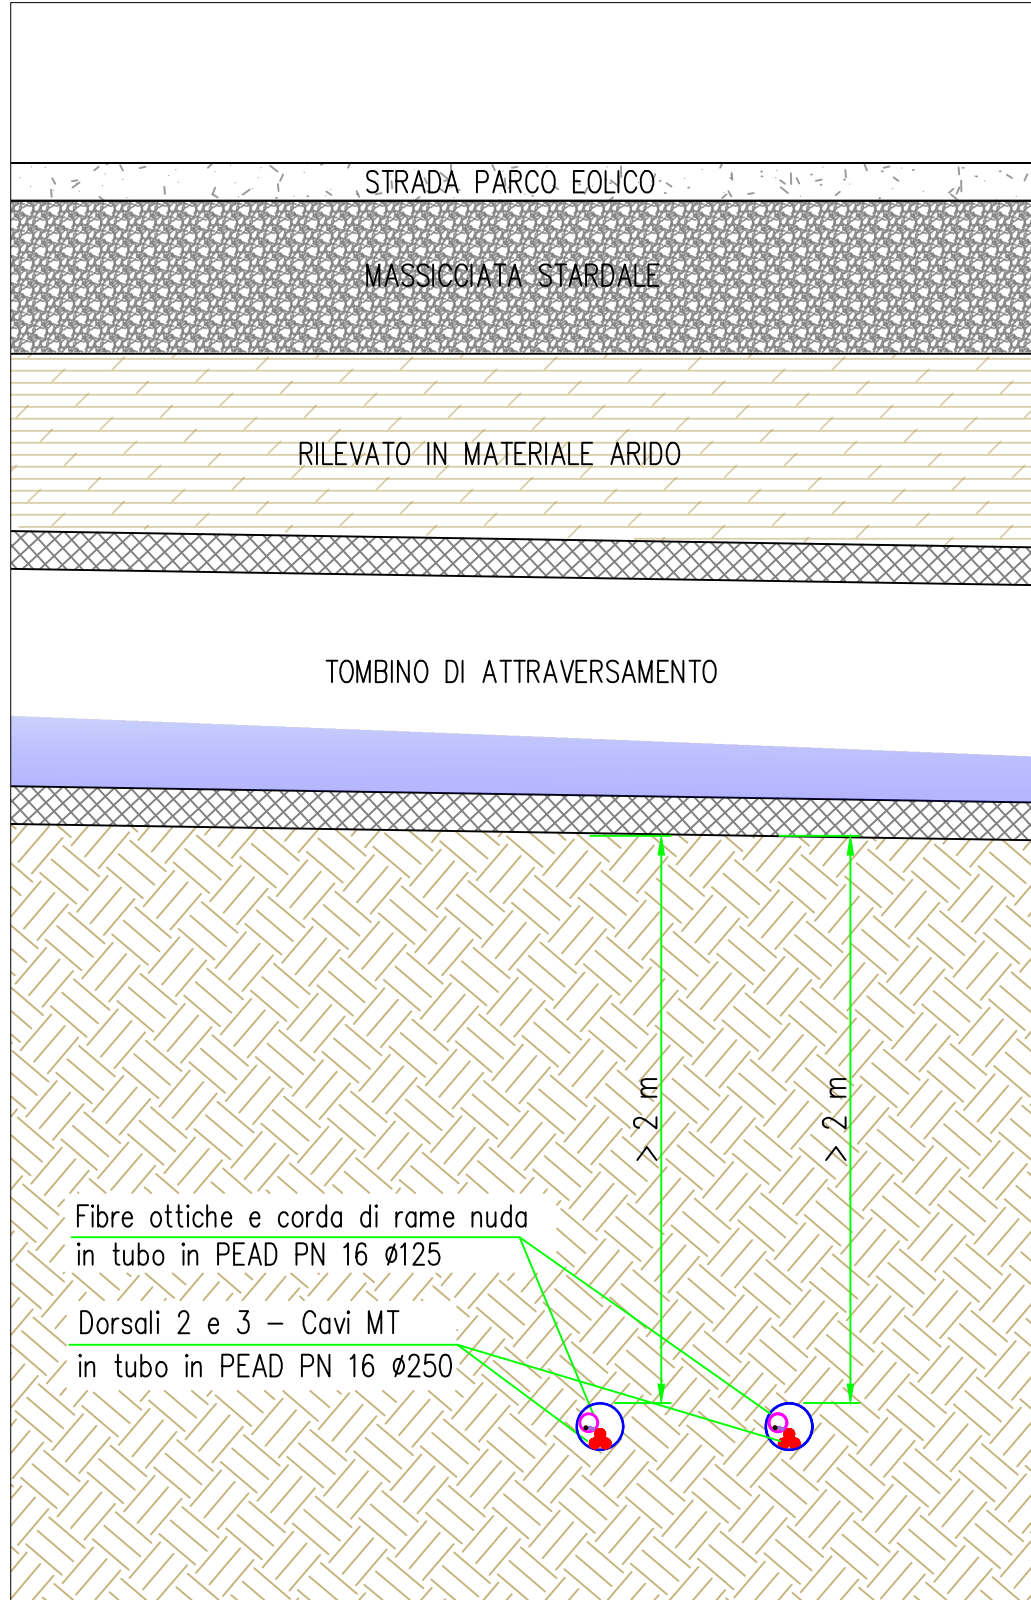 STRADA PARCO EOLICO
MASSICCIATA STARDALE
RILEVATO IN MATERIALE ARIDO
TOMBINO DI ATTRAVERSAMENTO
> 2 m
> 2 m
Fibre ottiche e corda di rame nuda
in tubo in PEAD PN 16 ø125
Dorsali 2 e 3 – Cavi MT
in tubo in PEAD PN 16 ø250